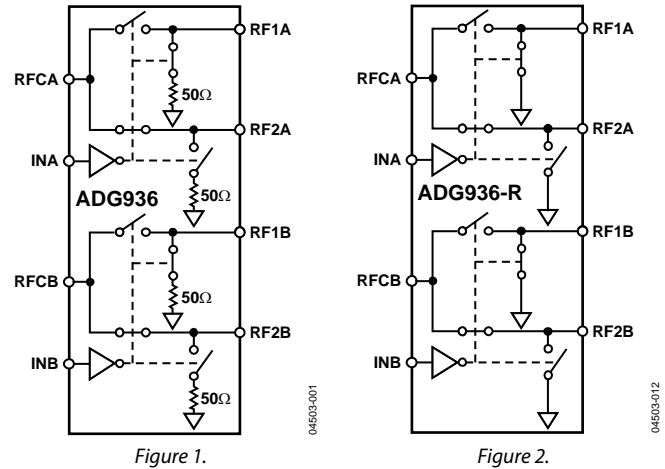 RF1A
RFCA
50Ω
RF2A
INA
50Ω
ADG936
RF1B
RFCB
50Ω
RF2B
INB
50Ω
04503-001
Figure 1.
RF1A
RFCA
RF2A
INA
ADG936-R
RF1B
RFCB
RF2B
INB
04503-012
Figure 2.